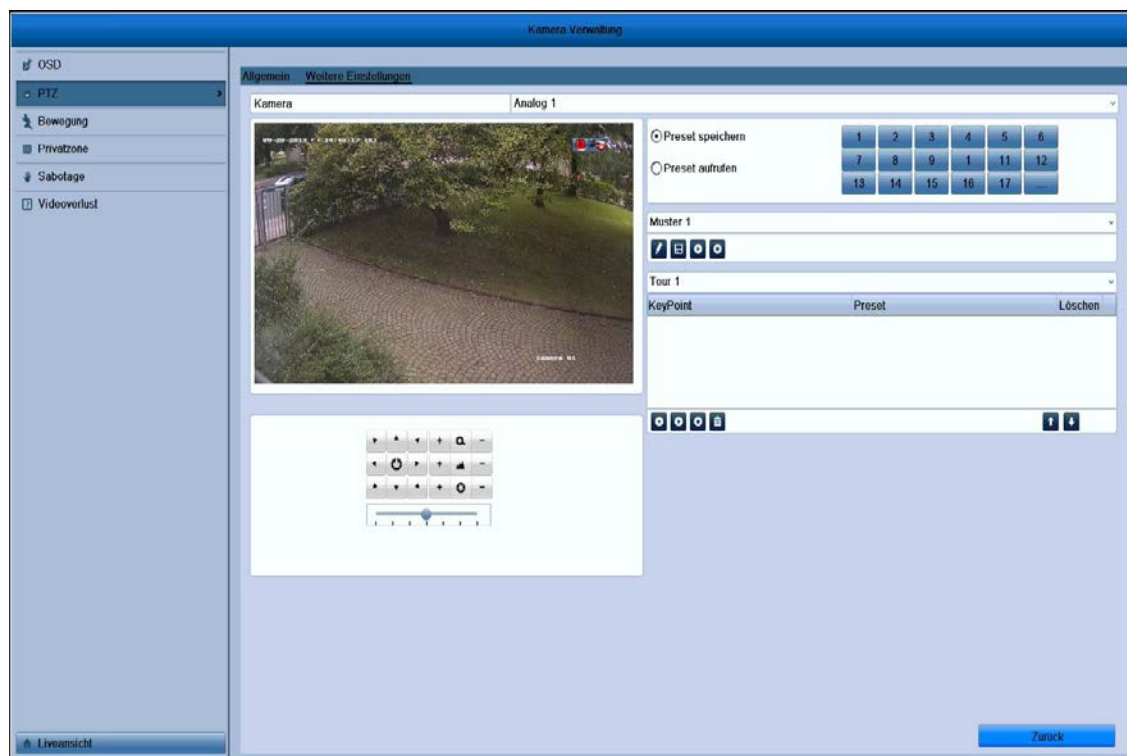 Kamera Verwaltung
OSD
PTZ
Bewegung
Privatzone
Sabotage
Videoverlust
Liveansicht
Allgemein Weitere Einstellungen
Kamera Analog 1
Camera 01
Preset speichern
Preset aufrufen
1 2 3 4 5 6
7 8 9 1 11 12
13 14 15 16 17 ...
Muster 1
Tour 1
KeyPoint Preset Löschen
Zurück